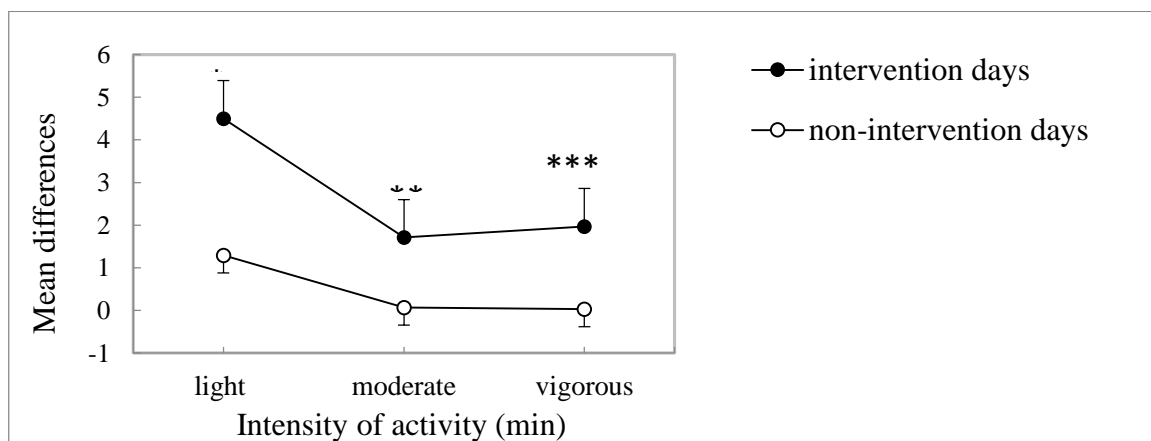 6
5
4
3
2
1
0
-1
Mean differences
**
***
light moderate vigorous
Intensity of activity (min)
intervention days
non-intervention days